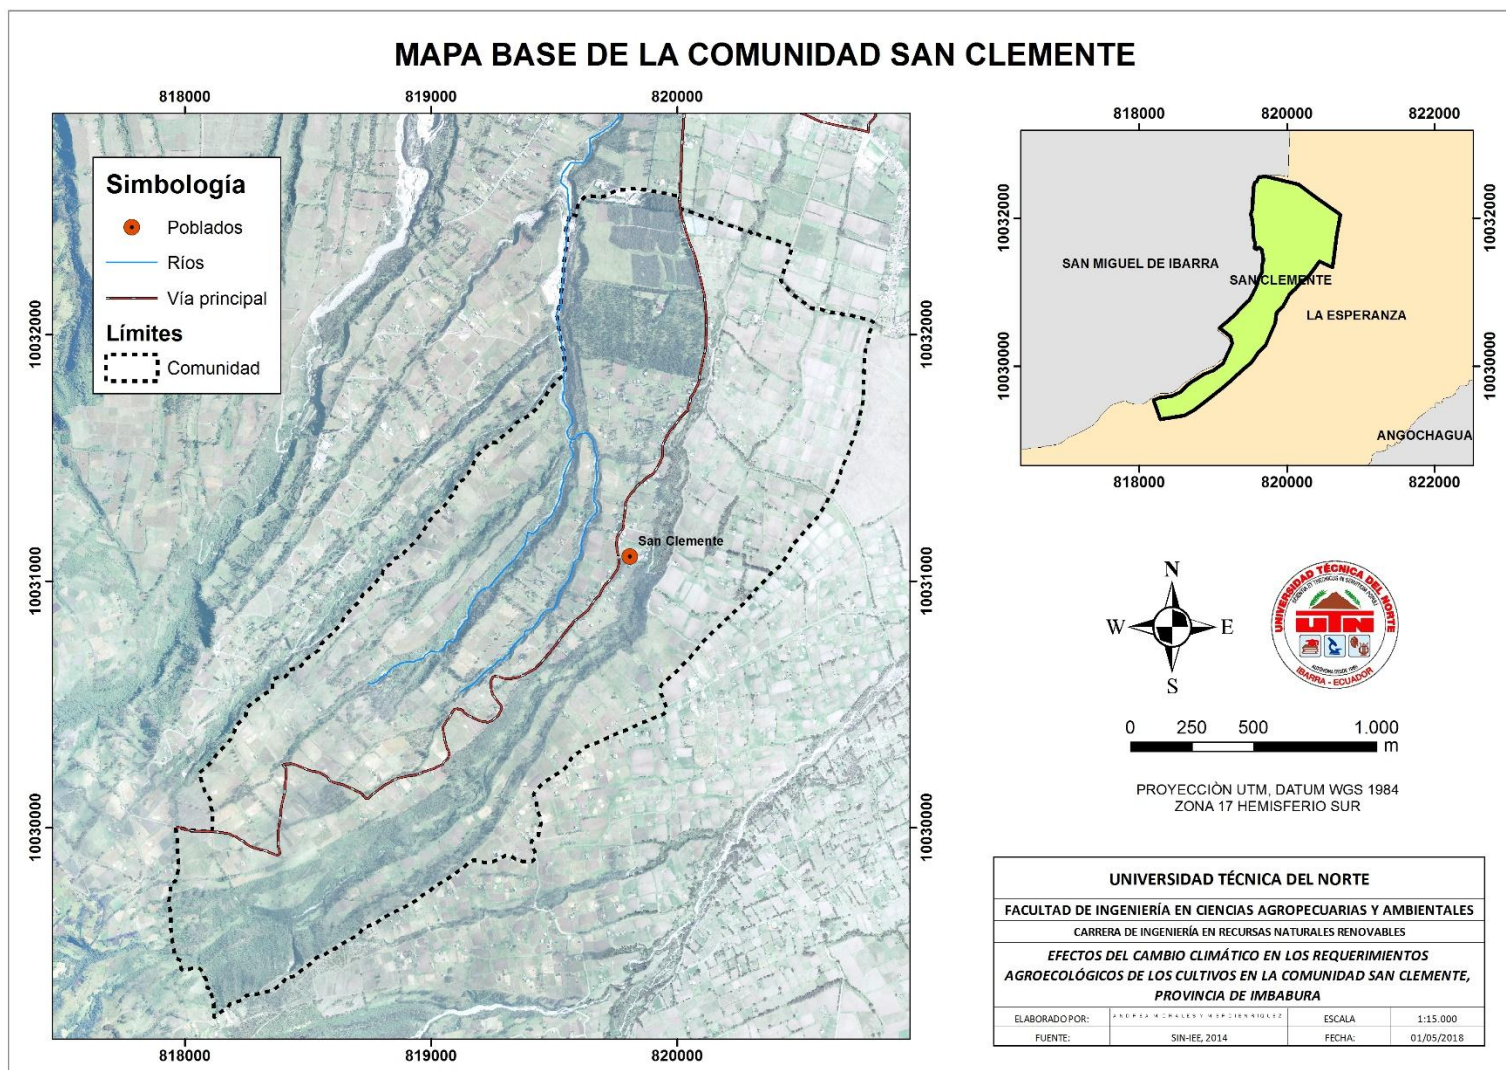 MAPA BASE DE LA COMUNIDAD SAN CLEMENTE
818000
819000
820000
10032000
10031000
10030000
Simbología
Poblados
Ríos
Vía principal
Límites
Comunidad
San Clemente
10032000
10031000
10030000
818000
819000
820000
818000
820000
822000
10032000
10030000
SAN MIGUEL DE IBARRA
SAN CLEMENTE
LA ESPERANZA
ANGOCHAGUA
10032000
10030000
818000
820000
822000
N
W
E
S
UNIVERSIDAD TÉCNICA DEL NORTE
UTN
IBARRA - ECUADOR
0 250 500 1.000
m
PROYECCIÒN UTM, DATUM WGS 1984
ZONA 17 HEMISFERIO SUR
UNIVERSIDAD TÉCNICA DEL NORTE
FACULTAD DE INGENIERÍA EN CIENCIAS AGROPECUARIAS Y AMBIENTALES
CARRERA DE INGENIERÍA EN RECURSAS NATURALES RENOVABLES
EFECTOS DEL CAMBIO CLIMÁTICO EN LOS REQUERIMIENTOS
AGROECOLÓGICOS DE LOS CULTIVOS EN LA COMUNIDAD SAN CLEMENTE,
PROVINCIA DE IMBABURA
ELABORADO POR:
ESCALA
1:15.000
FUENTE:
SIN-IEE, 2014
FECHA:
01/05/2018